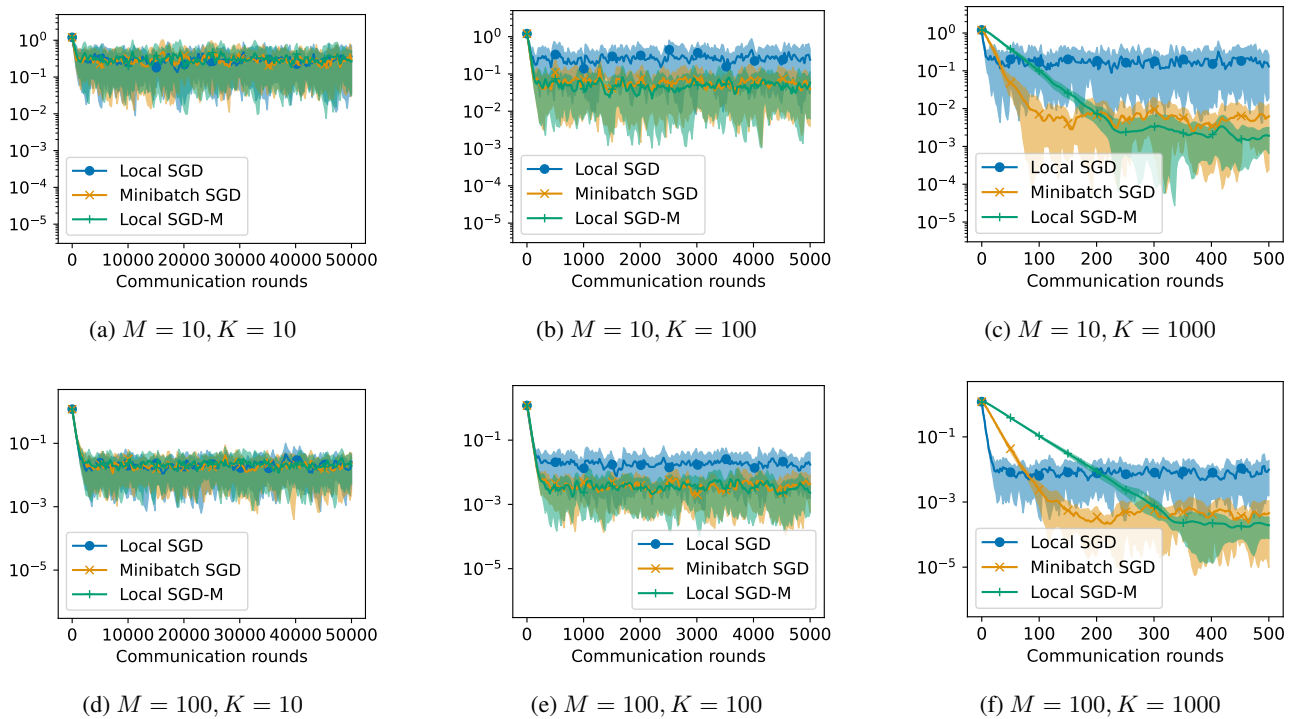 10^0
10^{-1}
10^{-2}
10^{-3}
10^{-4}
10^{-5}
Local SGD
Minibatch SGD
Local SGD-M
0 10000 20000 30000 40000 50000
Communication rounds
(a) M = 10, K = 10
10^0
10^{-1}
10^{-2}
10^{-3}
10^{-4}
10^{-5}
Local SGD
Minibatch SGD
Local SGD-M
0 1000 2000 3000 4000 5000
Communication rounds
(b) M = 10, K = 100
10^0
10^{-1}
10^{-2}
10^{-3}
10^{-4}
10^{-5}
Local SGD
Minibatch SGD
Local SGD-M
0 100 200 300 400 500
Communication rounds
(c) M = 10, K = 1000
10^{-1}
10^{-3}
10^{-5}
Local SGD
Minibatch SGD
Local SGD-M
0 10000 20000 30000 40000 50000
Communication rounds
(d) M = 100, K = 10
10^{-1}
10^{-3}
10^{-5}
Local SGD
Minibatch SGD
Local SGD-M
0 1000 2000 3000 4000 5000
Communication rounds
(e) M = 100, K = 100
10^{-1}
10^{-3}
10^{-5}
Local SGD
Minibatch SGD
Local SGD-M
0 100 200 300 400 500
Communication rounds
(f) M = 100, K = 1000